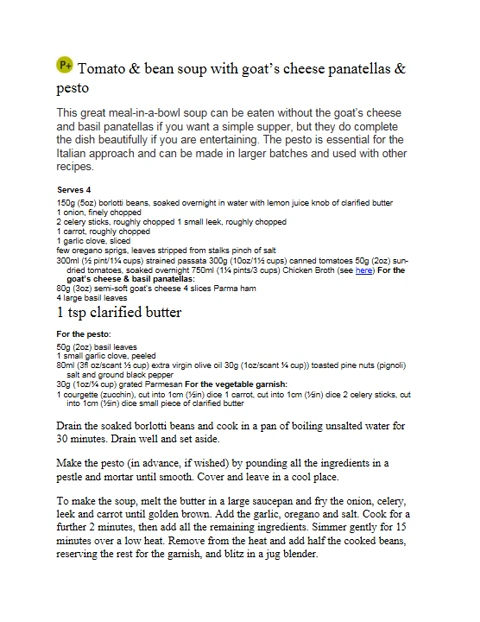 P+ Tomato & bean soup with goat's cheese panatellas &
pesto
This great meal-in-a-bowl soup can be eaten without the goat's cheese
and basil panatellas if you want a simple supper, but they do complete
the dish beautifully if you are entertaining. The pesto is essential for the
Italian approach and can be made in larger batches and used with other
recipes.
Serves 4
150g (5oz) borlotti beans, soaked overnight in water with lemon juice knob of clarified butter
1 onion, finely chopped
2 celery sticks, roughly chopped 1 small leek, roughly chopped
1 carrot, roughly chopped
1 garlic clove, sliced
few oregano sprigs, leaves stripped from stalks pinch of salt
300ml (½ pint/1¼ cups) strained passata 300g (10oz/1½ cups) canned tomatoes 50g (2oz) sun-
dried tomatoes, soaked overnight 750ml (1¼ pints/3 cups) Chicken Broth (see here) For the
goat's cheese & basil panatellas:
80g (3oz) semi-soft goat's cheese 4 slices Parma ham
4 large basil leaves
1 tsp clarified butter
For the pesto:
50g (2oz) basil leaves
1 small garlic clove, peeled
80ml (3fl oz/scant ⅓ cup) extra virgin olive oil 30g (1oz/scant ¼ cup)) toasted pine nuts (pignoli)
salt and ground black pepper
30g (1oz/¼ cup) grated Parmesan For the vegetable garnish:
1 courgette (zucchin), cut into 1cm (½in) dice 1 carrot, cut into 1cm (½in) dice 2 celery sticks, cut
into 1cm (½in) dice small piece of clarified butter
Drain the soaked borlotti beans and cook in a pan of boiling unsalted water for
30 minutes. Drain well and set aside.
Make the pesto (in advance, if wished) by pounding all the ingredients in a
pestle and mortar until smooth. Cover and leave in a cool place.
To make the soup, melt the butter in a large saucepan and fry the onion, celery,
leek and carrot until golden brown. Add the garlic, oregano and salt. Cook for a
further 2 minutes, then add all the remaining ingredients. Simmer gently for 15
minutes over a low heat. Remove from the heat and add half the cooked beans,
reserving the rest for the garnish, and blitz in a jug blender.